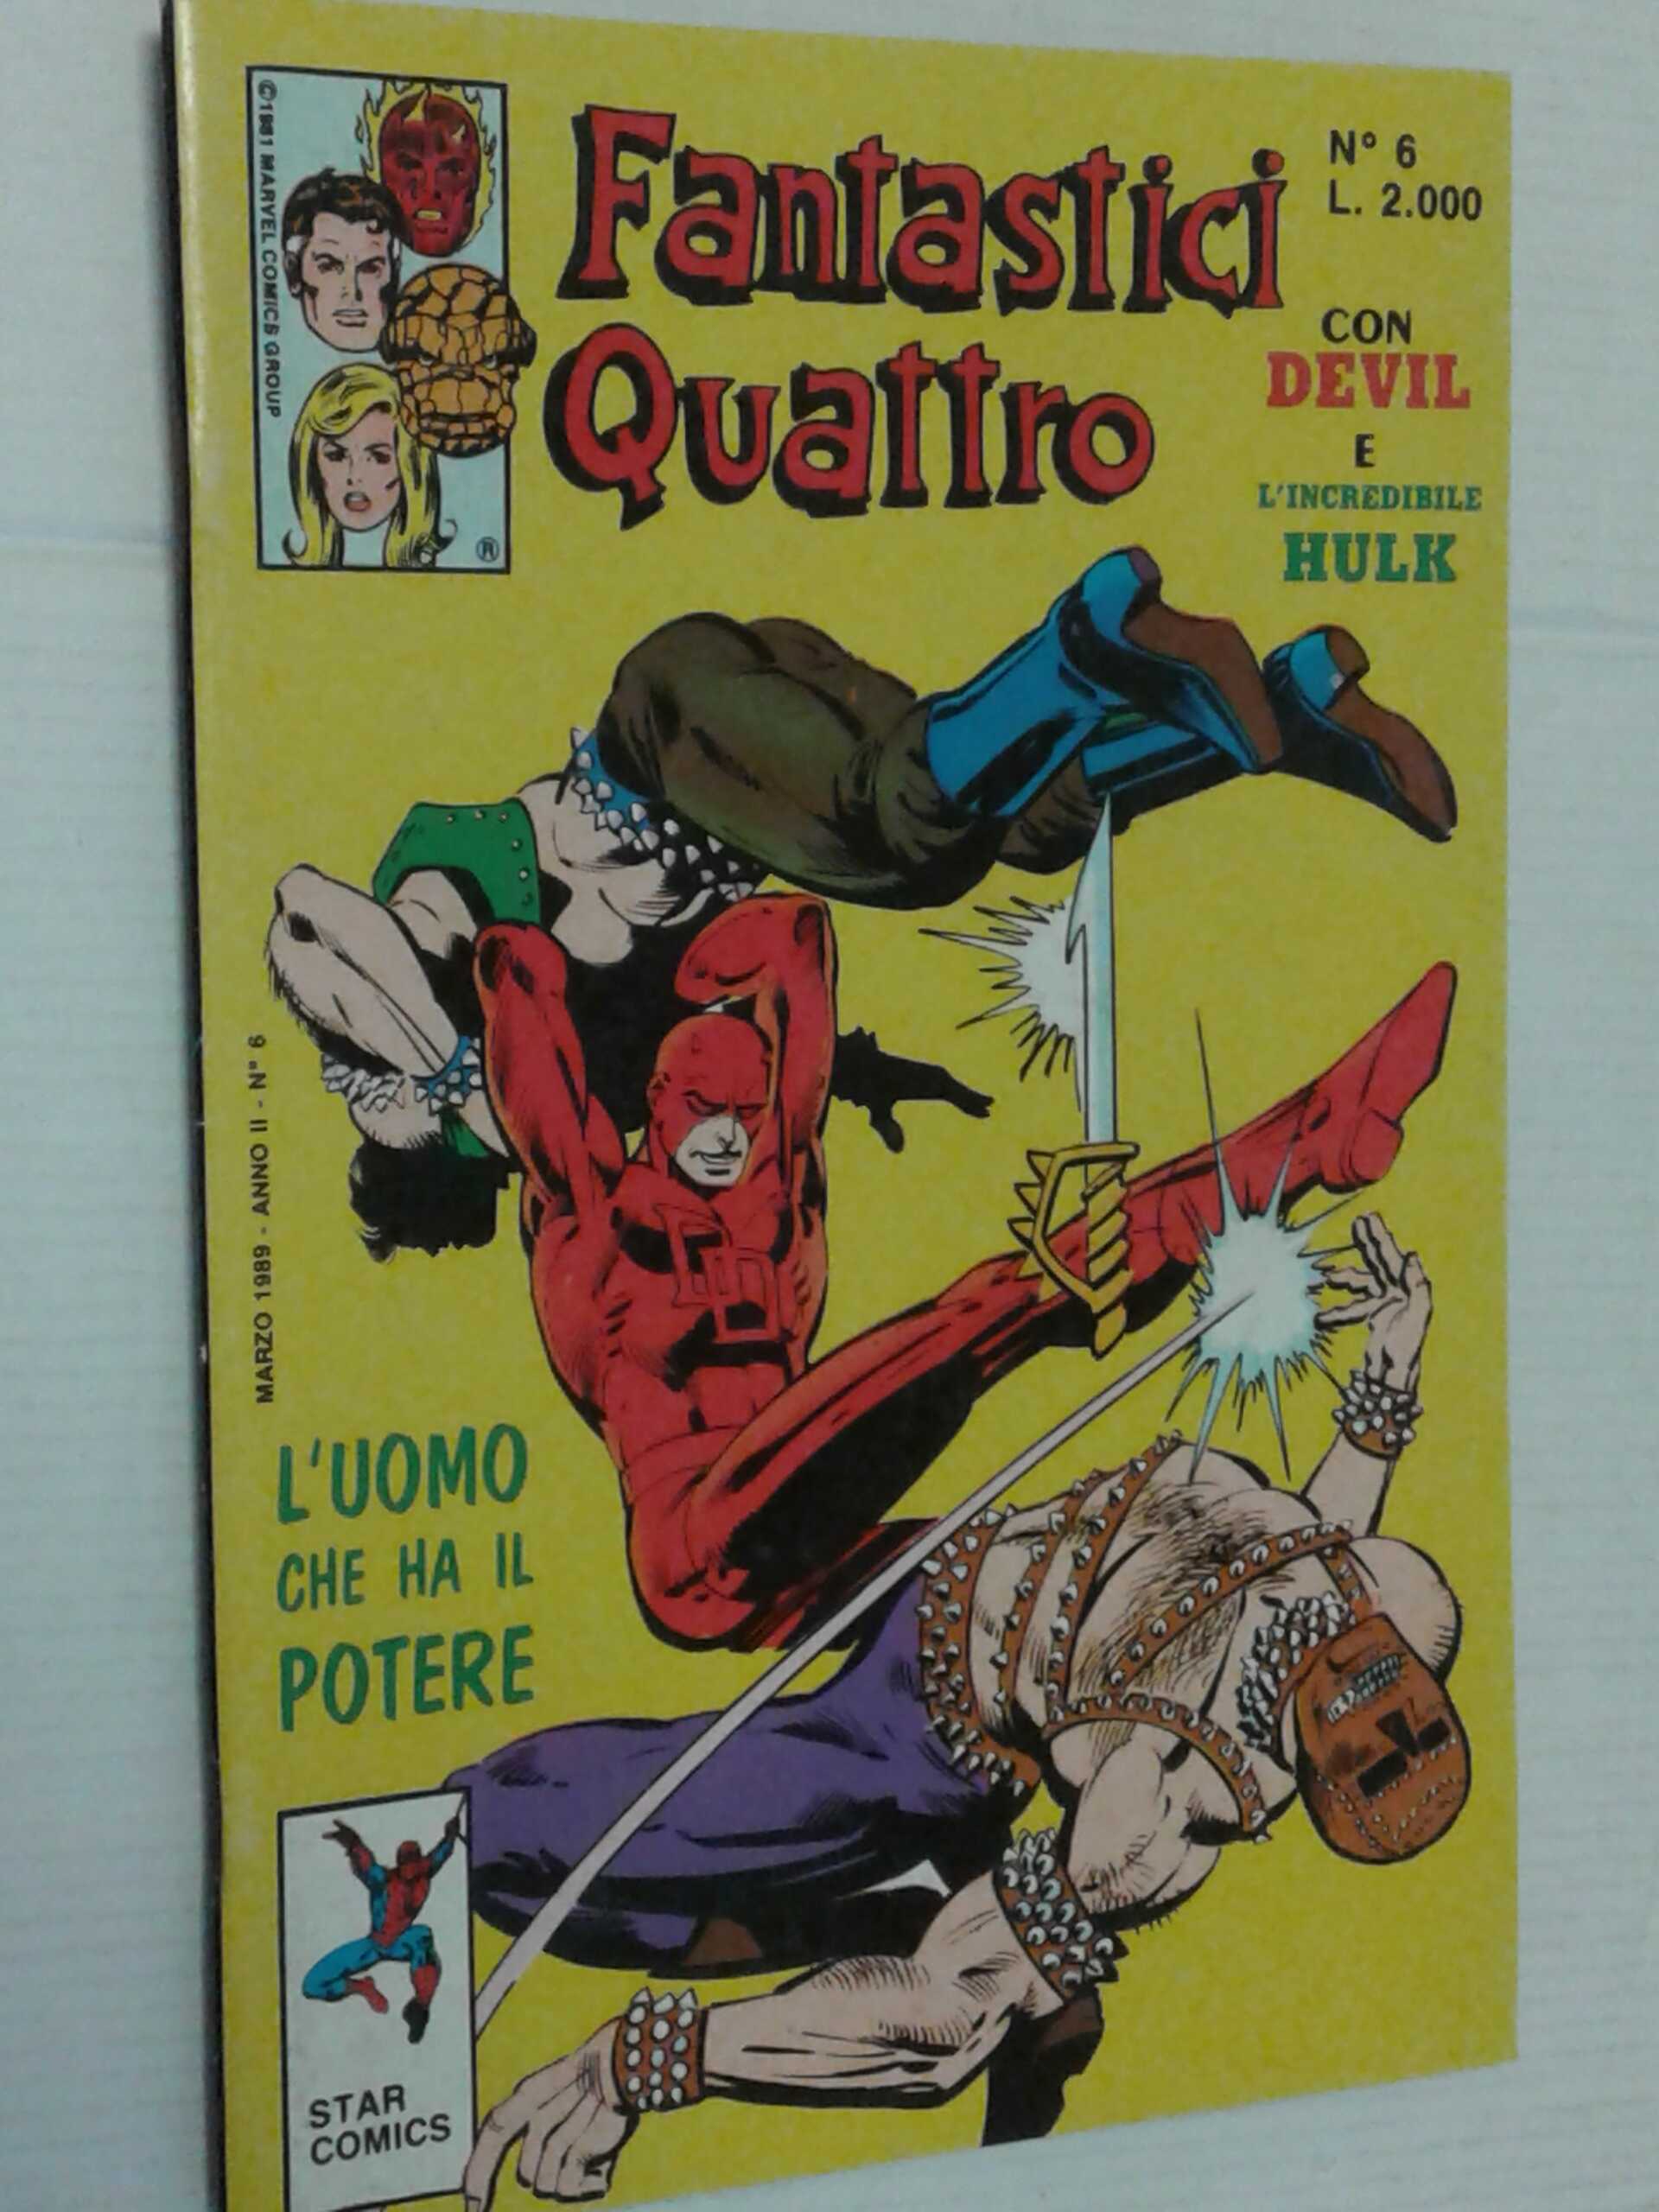 ©1981 MARVEL COMICS GROUP
Fantastici
Quattro
N° 6
L. 2.000
CON
DEVIL
E
L'INCREDIBILE
HULK
®
MARZO 1989 - ANNO II - N° 6
L'UOMO
CHE HA IL
POTERE
STAR
COMICS